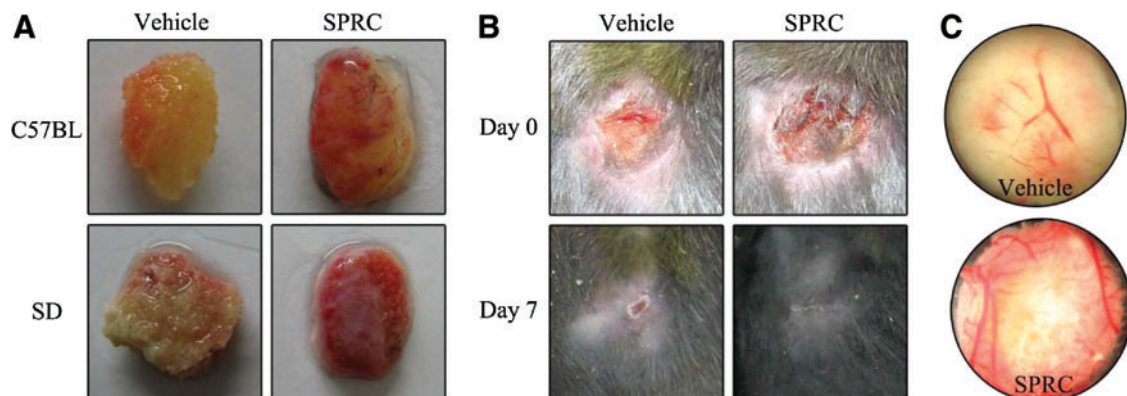 A
Vehicle
SPRC
C57BL
SD
B
Vehicle
SPRC
Day 0
Day 7
C
Vehicle
SPRC